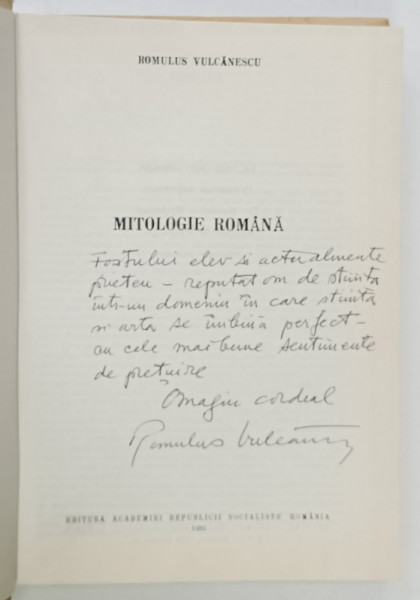 ROMULUS VULCĂNESCU
MITOLOGIE ROMÂNĂ
Fostului elev și actualmente
prieten – reputat om de știință
într-un domeniu în care știința
și arta se îmbină perfect –
cu cele mai bune sentimente
de prețuire
Omagiu cordial
Romulus Vulcănescu
EDITURA ACADEMIEI REPUBLICII SOCIALISTE ROMÂNIA